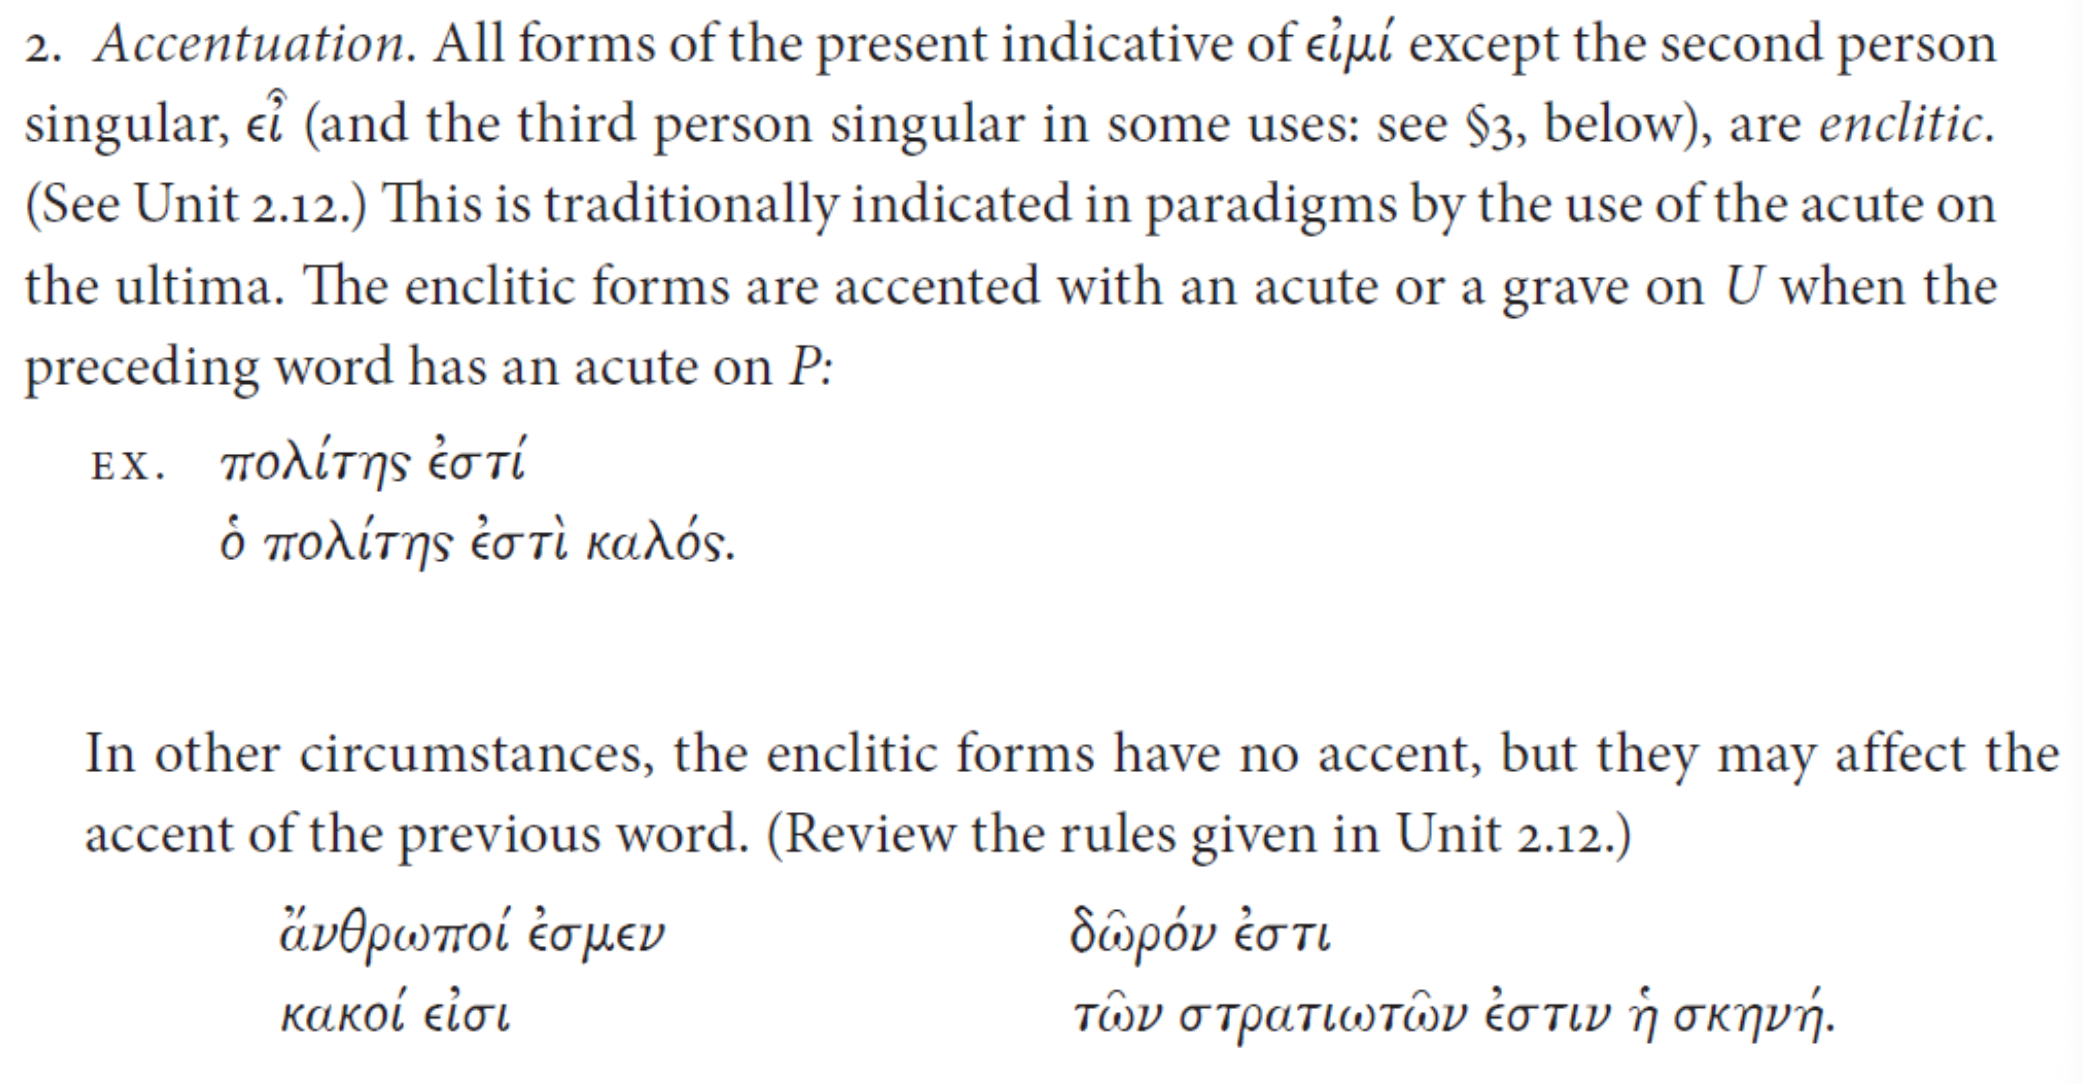 2. Accentuation. All forms of the present indicative of εἰμί except the second person
singular, εἶ (and the third person singular in some uses: see §3, below), are enclitic.
(See Unit 2.12.) This is traditionally indicated in paradigms by the use of the acute on
the ultima. The enclitic forms are accented with an acute or a grave on U when the
preceding word has an acute on P:
EX. πολίτης ἐστί
ὁ πολίτης ἐστὶ καλός.
In other circumstances, the enclitic forms have no accent, but they may affect the
accent of the previous word. (Review the rules given in Unit 2.12.)
ἄνθρωποί ἐσμεν δῶρόν ἐστι
κακοί εἰσι τῶν στρατιωτῶν ἐστιν ἡ σκηνή.